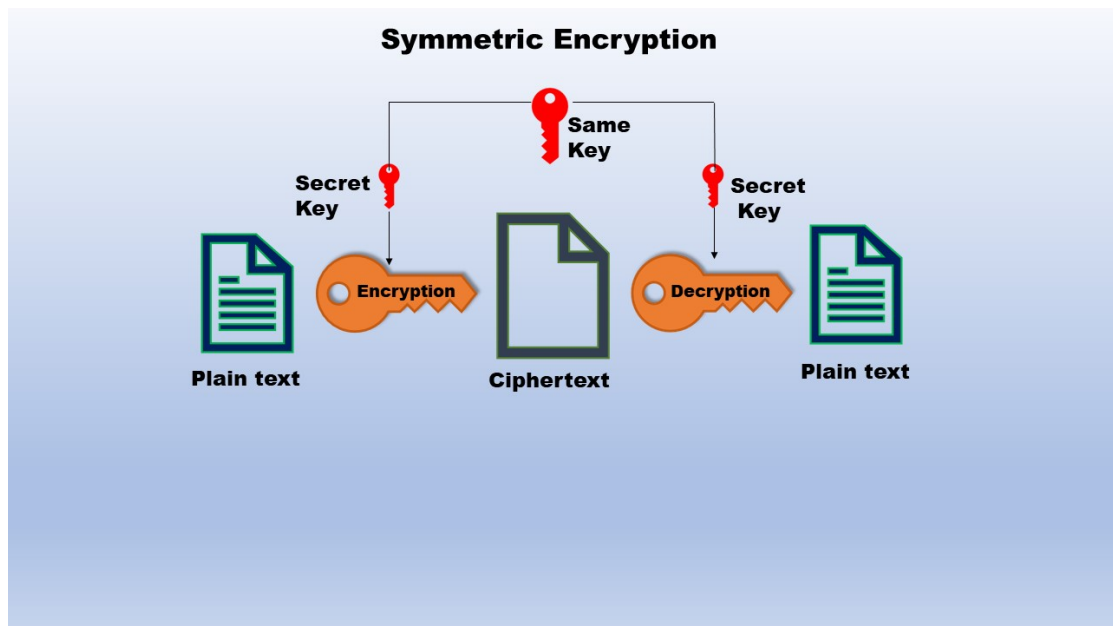 Symmetric Encryption
Same
Key
Secret
Key
Secret
Key
Encryption
Decryption
Plain text
Ciphertext
Plain text